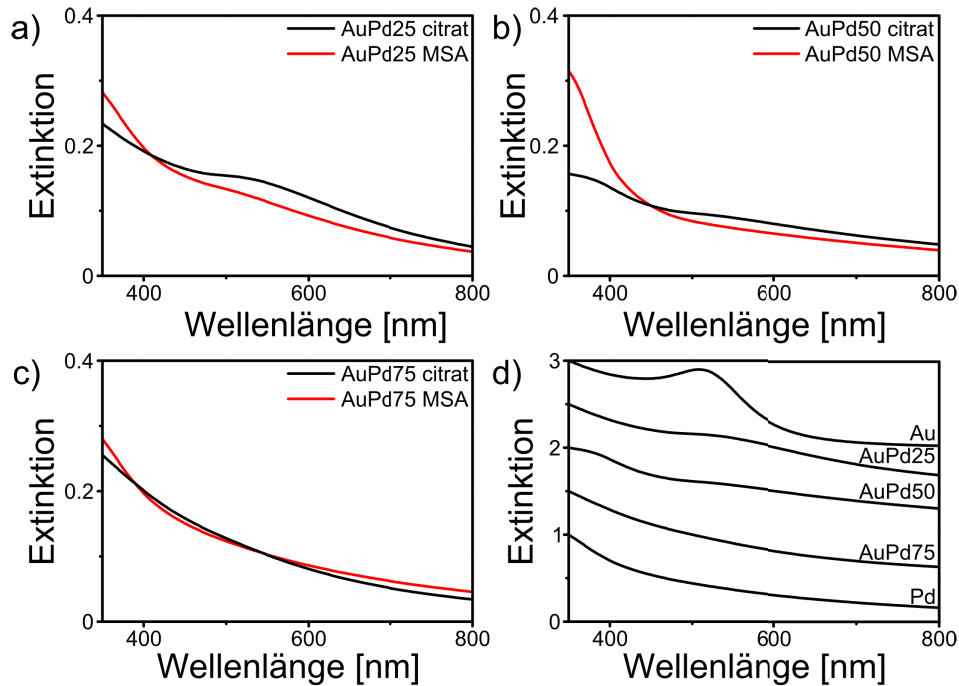 a)
0.4
0.2
0
Extinktion
AuPd25 citrat
AuPd25 MSA
400
600
800
Wellenlänge [nm]
b)
0.4
0.2
0
Extinktion
AuPd50 citrat
AuPd50 MSA
400
600
800
Wellenlänge [nm]
c)
0.4
0.2
0
Extinktion
AuPd75 citrat
AuPd75 MSA
400
600
800
Wellenlänge [nm]
d)
3
2
1
0
Extinktion
Au
AuPd25
AuPd50
AuPd75
Pd
400
600
800
Wellenlänge [nm]